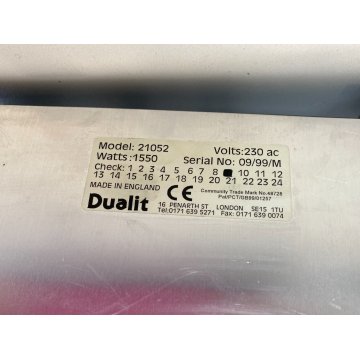 Model: 21052 Volts:230 ac
Watts:1550 Serial No: 09/99/M
Check: 1 2 3 4 5 6 7 8 10 11 12
13 14 15 16 17 18 19 20 21 22 23 24
MADE IN ENGLAND CE Community Trade Mark No.48728
Pat/PCT/GB95/01257
Dualit 16 PENARTH ST LONDON SE15 1TU
Tel:0171 639 5271 Fax: 0171 639 0074